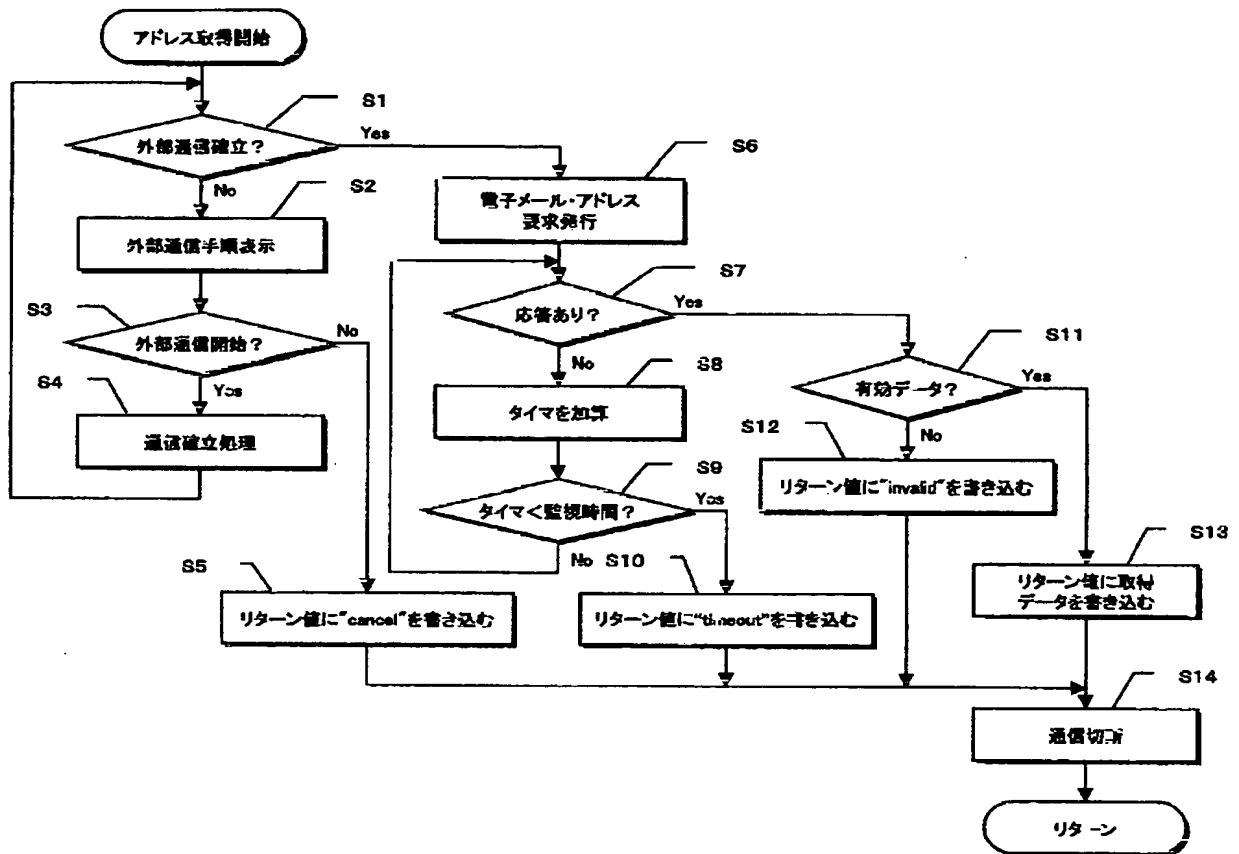 アドレス取得開始
S1
外部通信確立?
Yes
No
S2
外部通信手順表示
S3
外部通信開始?
No
Yes
S4
通信確立処理
S5
リターン値に"cancel"を書き込む
S6
電子メール・アドレス
要求発行
S7
応答あり?
Yes
No
S8
タイマを加算
S9
タイマ<監視時間?
Yes
No
S10
リターン値に"timeout"を書き込む
S11
有効データ?
Yes
No
S12
リターン値に"invalid"を書き込む
S13
リターン値に取得
データを書き込む
S14
通信切断
リターン